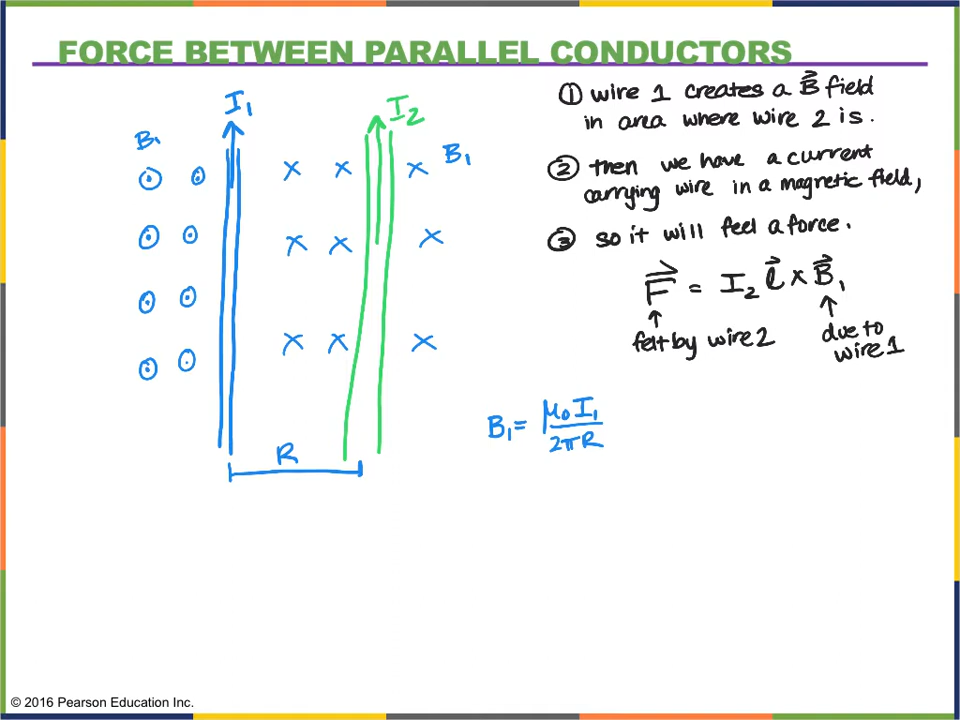 FORCE BETWEEN PARALLEL CONDUCTORS
I₁
I₂
B₁
B₁
R
① wire 1 creates a B⃗ field
in area where wire 2 is.
② then we have a current
carrying wire in a magnetic field,
③ so it will feel a force.
F⃗ = I₂ l⃗ × B⃗₁
↑ ↑
felt by wire 2
due to
wire 1
B₁ = μ₀ I₁ / 2πR
© 2016 Pearson Education Inc.